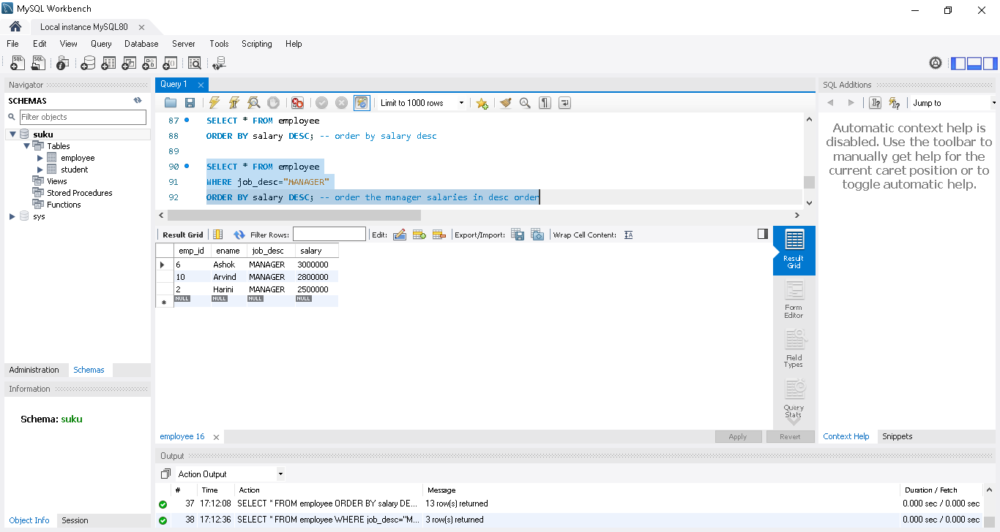 MySQL Workbench
Local instance MySQL80
File Edit View Query Database Server Tools Scripting Help
Navigator
SCHEMAS
Filter objects
suku
Tables
employee
student
Views
Stored Procedures
Functions
sys
Administration Schemas
Information
Schema: suku
Object Info Session
Query 1
Limit to 1000 rows
87 SELECT * FROM employee
88 ORDER BY salary DESC; -- order by salary desc
89
90 SELECT * FROM employee
91 WHERE job_desc="MANAGER"
92 ORDER BY salary DESC; -- order the manager salaries in desc order
Result Grid Filter Rows: Edit: Export/Import: Wrap Cell Content:
emp_id ename job_desc salary
6 Ashok MANAGER 3000000
10 Arvind MANAGER 2800000
2 Harini MANAGER 2500000
NULL NULL NULL NULL
Result
Grid
Form
Editor
Field
Types
Query
Stats
employee 16
Apply Revert
SQL Additions
Jump to
Automatic context help is
disabled. Use the toolbar to
manually get help for the
current caret position or to
toggle automatic help.
Context Help Snippets
Output
Action Output
# Time Action Message Duration / Fetch
37 17:12:08 SELECT * FROM employee ORDER BY salary DE... 13 row(s) returned 0.000 sec / 0.000 sec
38 17:12:36 SELECT * FROM employee WHERE job_desc="M... 3 row(s) returned 0.000 sec / 0.000 sec